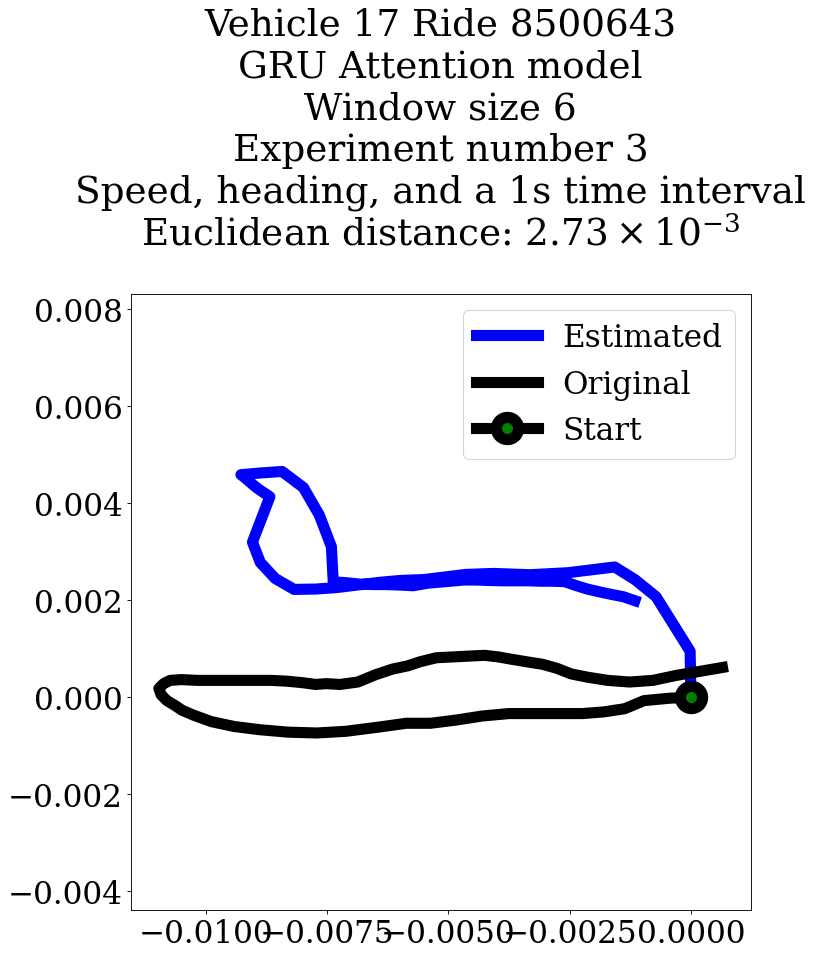 Vehicle 17 Ride 8500643
GRU Attention model
Window size 6
Experiment number 3
Speed, heading, and a 1s time interval
Euclidean distance: 2.73 × 10⁻³
0.008
Estimated
Original
Start
0.006
0.004
0.002
0.000
−0.002
−0.004
−0.0100
−0.0075
−0.0050
−0.0025
0.0000